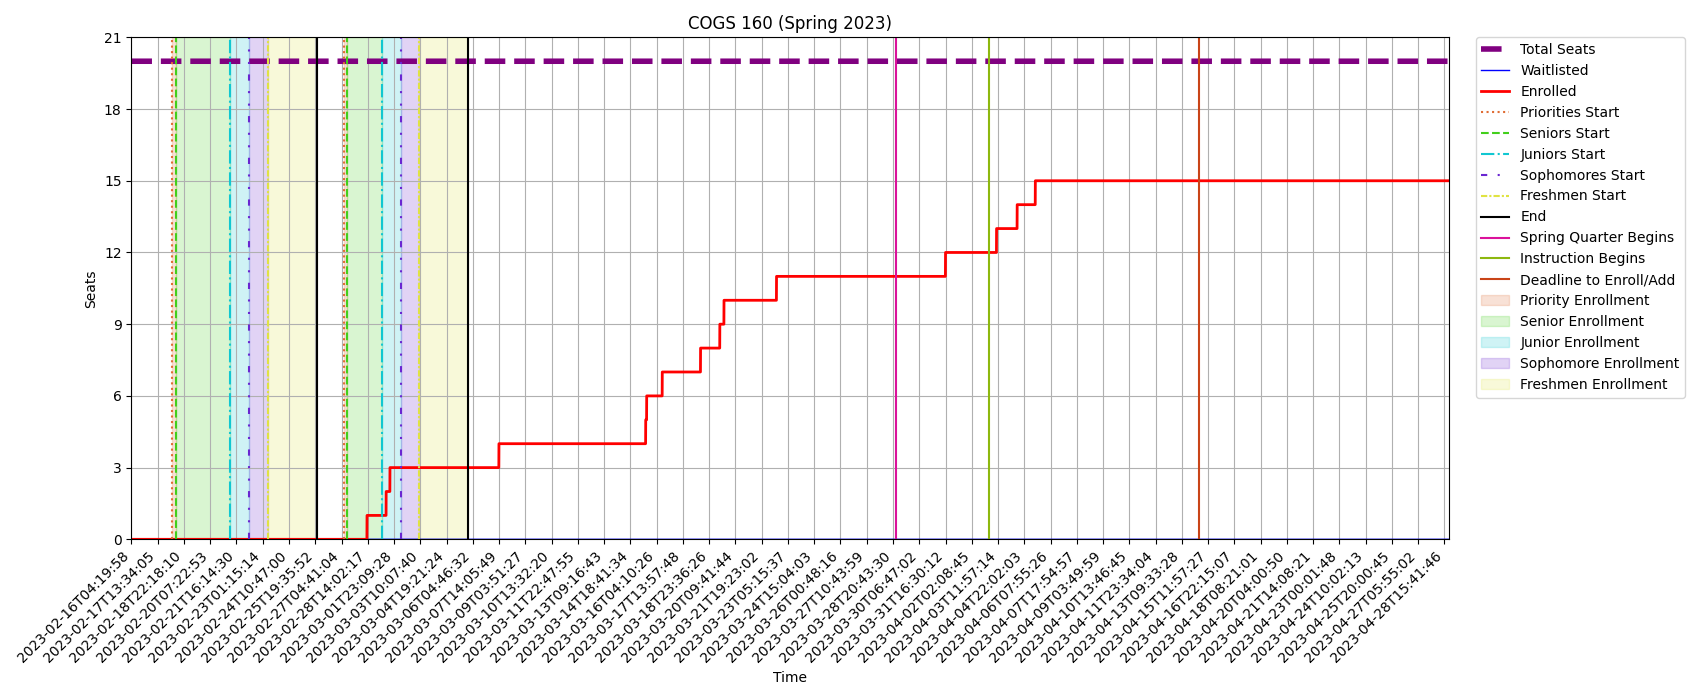 COGS 160 (Spring 2023)
21
18
15
12
9
6
3
0
Seats
2023-02-16T04:19:58
2023-02-17T13:34:05
2023-02-18T22:18:10
2023-02-20T07:22:53
2023-02-21T16:14:30
2023-02-23T01:15:14
2023-02-24T10:47:00
2023-02-25T19:35:52
2023-02-27T04:41:04
2023-02-28T14:02:17
2023-03-01T23:09:28
2023-03-03T10:07:40
2023-03-04T19:21:24
2023-03-06T04:46:32
2023-03-07T14:05:49
2023-03-09T03:51:27
2023-03-10T13:32:20
2023-03-11T22:47:55
2023-03-13T09:16:43
2023-03-14T18:41:34
2023-03-16T04:10:26
2023-03-17T13:57:48
2023-03-18T23:36:26
2023-03-20T09:41:44
2023-03-21T19:23:02
2023-03-23T05:15:37
2023-03-24T15:04:03
2023-03-26T00:48:16
2023-03-27T10:43:59
2023-03-28T20:43:30
2023-03-30T06:47:02
2023-03-31T16:30:12
2023-04-02T02:08:45
2023-04-03T11:57:14
2023-04-04T22:02:03
2023-04-06T07:55:26
2023-04-07T17:54:57
2023-04-09T03:49:59
2023-04-10T13:46:45
2023-04-11T23:34:04
2023-04-13T09:33:28
2023-04-15T11:57:27
2023-04-16T22:15:07
2023-04-18T08:21:01
2023-04-20T04:00:50
2023-04-21T14:08:21
2023-04-23T00:01:48
2023-04-24T10:02:13
2023-04-25T20:00:45
2023-04-27T05:55:02
2023-04-28T15:41:46
Time
Total Seats
Waitlisted
Enrolled
Priorities Start
Seniors Start
Juniors Start
Sophomores Start
Freshmen Start
End
Spring Quarter Begins
Instruction Begins
Deadline to Enroll/Add
Priority Enrollment
Senior Enrollment
Junior Enrollment
Sophomore Enrollment
Freshmen Enrollment